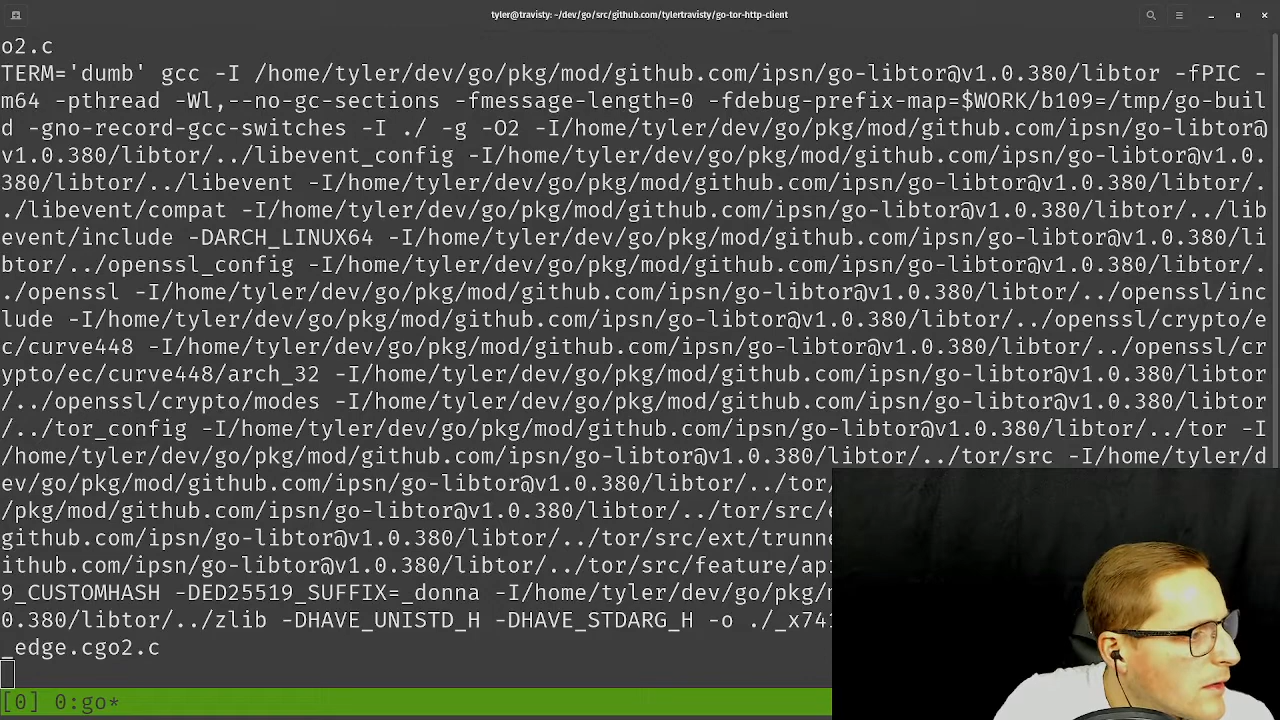 tyler@travisty: ~/dev/go/src/github.com/tylertravisty/go-tor-http-client
o2.c
TERM='dumb' gcc -I /home/tyler/dev/go/pkg/mod/github.com/ipsn/go-libtor@v1.0.380/libtor -fPIC -
m64 -pthread -Wl,--no-gc-sections -fmessage-length=0 -fdebug-prefix-map=$WORK/b109=/tmp/go-buil
d -gno-record-gcc-switches -I ./ -g -O2 -I/home/tyler/dev/go/pkg/mod/github.com/ipsn/go-libtor@
v1.0.380/libtor/../libevent_config -I/home/tyler/dev/go/pkg/mod/github.com/ipsn/go-libtor@v1.0.
380/libtor/../libevent -I/home/tyler/dev/go/pkg/mod/github.com/ipsn/go-libtor@v1.0.380/libtor/.
./libevent/compat -I/home/tyler/dev/go/pkg/mod/github.com/ipsn/go-libtor@v1.0.380/libtor/../lib
event/include -DARCH_LINUX64 -I/home/tyler/dev/go/pkg/mod/github.com/ipsn/go-libtor@v1.0.380/li
btor/../openssl_config -I/home/tyler/dev/go/pkg/mod/github.com/ipsn/go-libtor@v1.0.380/libtor/.
./openssl -I/home/tyler/dev/go/pkg/mod/github.com/ipsn/go-libtor@v1.0.380/libtor/../openssl/inc
lude -I/home/tyler/dev/go/pkg/mod/github.com/ipsn/go-libtor@v1.0.380/libtor/../openssl/crypto/e
c/curve448 -I/home/tyler/dev/go/pkg/mod/github.com/ipsn/go-libtor@v1.0.380/libtor/../openssl/cr
ypto/ec/curve448/arch_32 -I/home/tyler/dev/go/pkg/mod/github.com/ipsn/go-libtor@v1.0.380/libtor
/../openssl/crypto/modes -I/home/tyler/dev/go/pkg/mod/github.com/ipsn/go-libtor@v1.0.380/libtor
/../tor_config -I/home/tyler/dev/go/pkg/mod/github.com/ipsn/go-libtor@v1.0.380/libtor/../tor -I
/home/tyler/dev/go/pkg/mod/github.com/ipsn/go-libtor@v1.0.380/libtor/../tor/src -I/home/tyler/d
ev/go/pkg/mod/github.com/ipsn/go-libtor@v1.0.380/libtor/../tor/
/pkg/mod/github.com/ipsn/go-libtor@v1.0.380/libtor/../tor/src/e
github.com/ipsn/go-libtor@v1.0.380/libtor/../tor/src/ext/trunne
ithub.com/ipsn/go-libtor@v1.0.380/libtor/../tor/src/feature/api
9_CUSTOMHASH -DED25519_SUFFIX=_donna -I/home/tyler/dev/go/pkg/m
0.380/libtor/../zlib -DHAVE_UNISTD_H -DHAVE_STDARG_H -o ./_x741
_edge.cgo2.c
[0] 0:go*